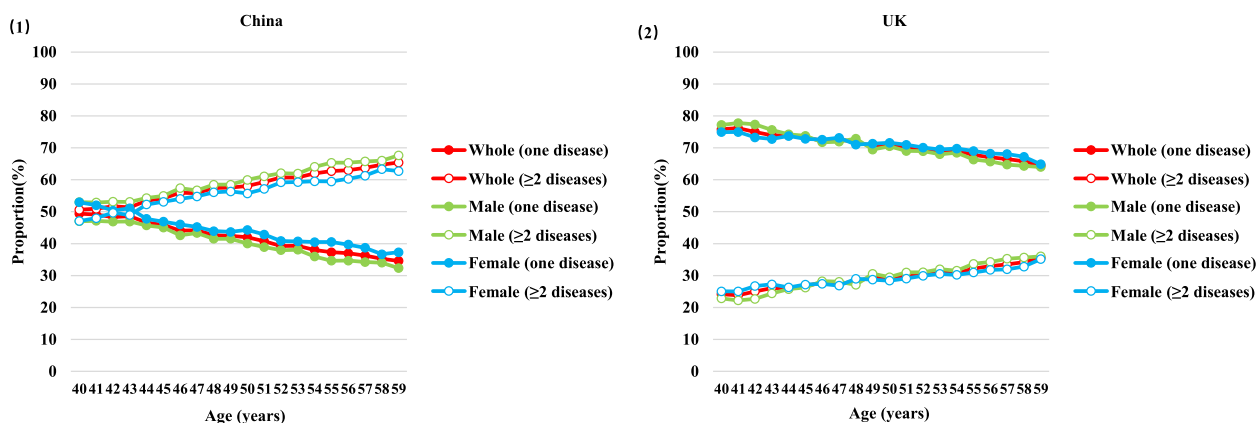 (1)
China
100
90
80
70
60
50
40
30
20
10
0
Proportion(%)
40 41 42 43 44 45 46 47 48 49 50 51 52 53 54 55 56 57 58 59
Age (years)
Whole (one disease)
Whole (≥2 diseases)
Male (one disease)
Male (≥2 diseases)
Female (one disease)
Female (≥2 diseases)
(2)
UK
100
90
80
70
60
50
40
30
20
10
0
Proportion(%)
40 41 42 43 44 45 46 47 48 49 50 51 52 53 54 55 56 57 58 59
Age (years)
Whole (one disease)
Whole (≥2 diseases)
Male (one disease)
Male (≥2 diseases)
Female (one disease)
Female (≥2 diseases)